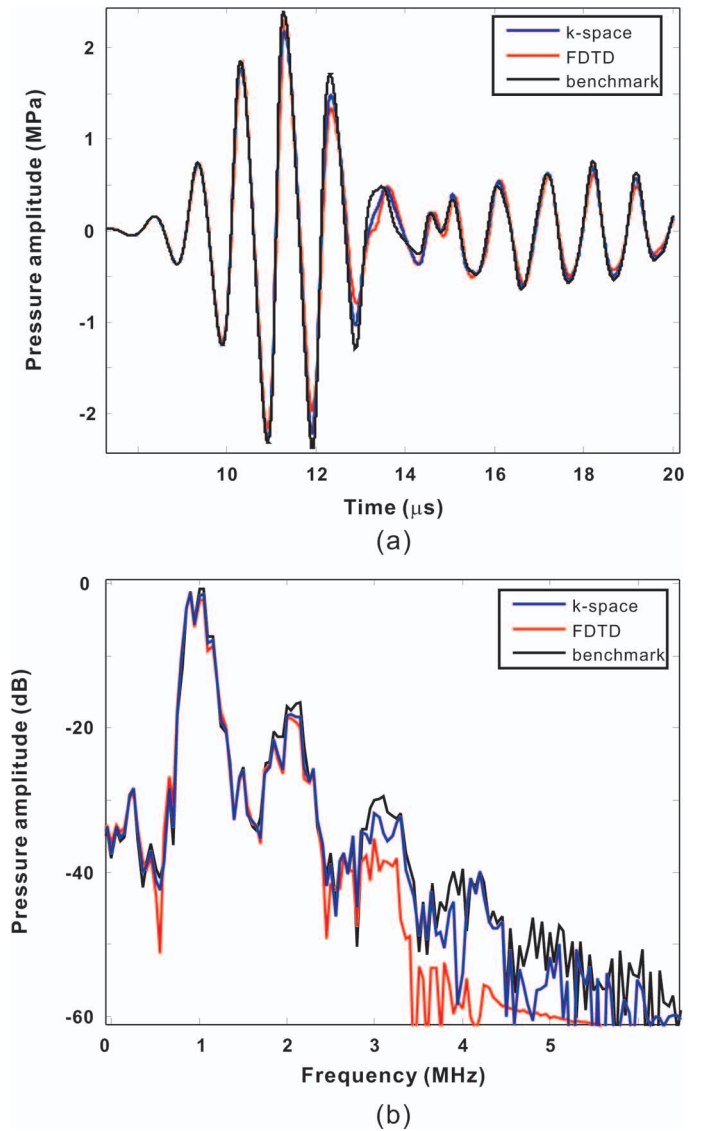 2
1
0
-1
-2
Pressure amplitude (MPa)
k-space
FDTD
benchmark
10 12 14 16 18 20
Time (μs)
(a)
0
-20
-40
-60
Pressure amplitude (dB)
k-space
FDTD
benchmark
0 1 2 3 4 5
Frequency (MHz)
(b)